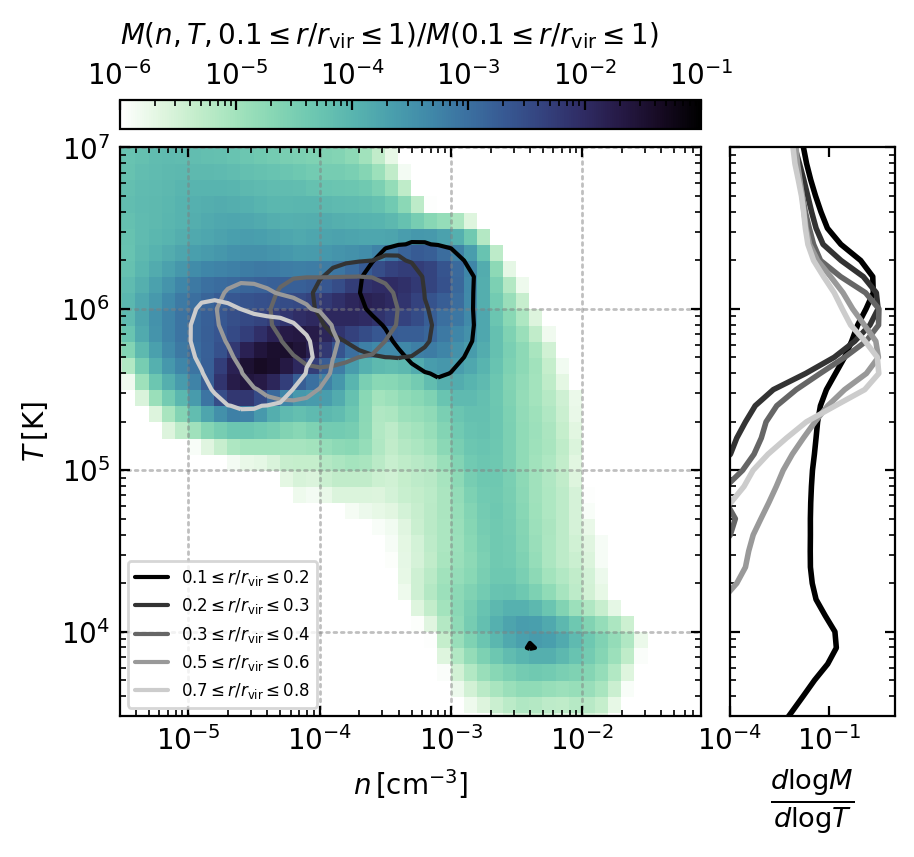 M(n, T, 0.1 ≤ r/r_vir ≤ 1)/M(0.1 ≤ r/r_vir ≤ 1)
10^−6 10^−5 10^−4 10^−3 10^−2 10^−1
10^7
10^6
10^5
10^4
T [K]
0.1 ≤ r/r_vir ≤ 0.2
0.2 ≤ r/r_vir ≤ 0.3
0.3 ≤ r/r_vir ≤ 0.4
0.5 ≤ r/r_vir ≤ 0.6
0.7 ≤ r/r_vir ≤ 0.8
10^−5 10^−4 10^−3 10^−2
n [cm^−3]
10^−4 10^−1
dlogM
dlogT